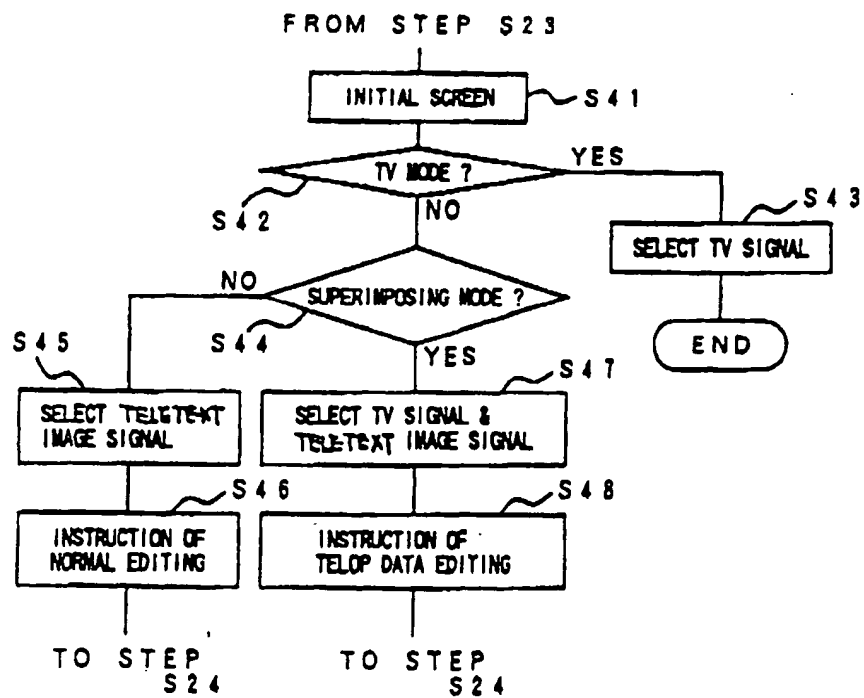 FROM STEP S23
INITIAL SCREEN
S41
TV MODE ?
YES
S42
NO
S43
SELECT TV SIGNAL
END
NO
SUPERIMPOSING MODE ?
S44
YES
S45
SELECT TELETEXT
IMAGE SIGNAL
S47
SELECT TV SIGNAL &
TELETEXT IMAGE SIGNAL
S46
INSTRUCTION OF
NORMAL EDITING
S48
INSTRUCTION OF
TELOP DATA EDITING
TO STEP
S24
TO STEP
S24